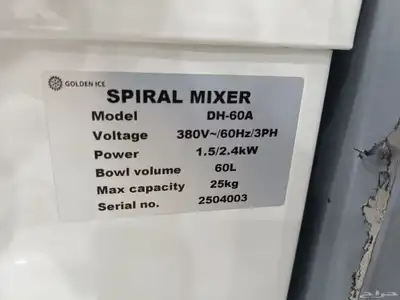 GOLDEN ICE
SPIRAL MIXER
Model DH-60A
Voltage 380V~/60Hz/3PH
Power 1.5/2.4kW
Bowl volume 60L
Max capacity 25kg
Serial no. 2504003
حراج